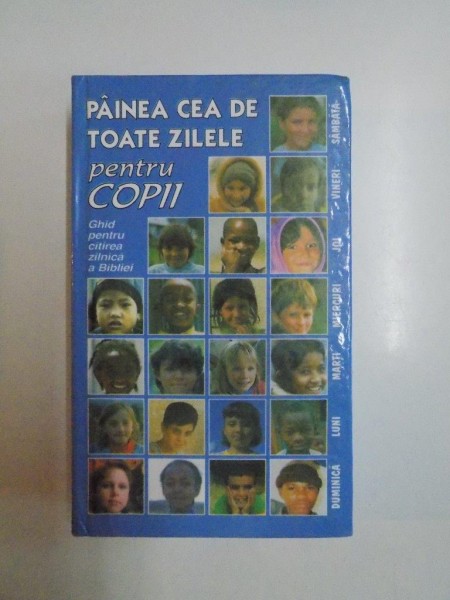 PÂINEA CEA DE
TOATE ZILELE
pentru
COPII
Ghid
pentru
citirea
zilnică
a Bibliei
SÂMBĂTĂ
VINERI
JOI
MIERCURI
MARȚI
LUNI
DUMINICĂ